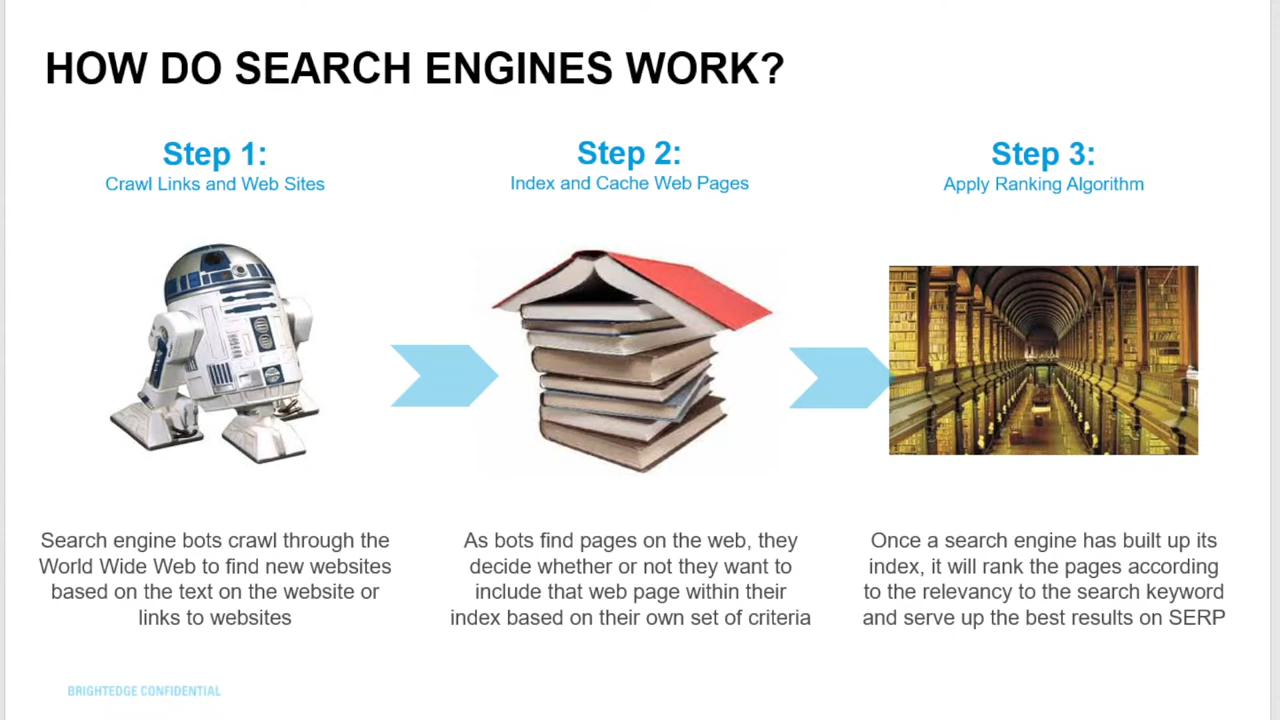 HOW DO SEARCH ENGINES WORK?
Step 1:
Crawl Links and Web Sites
Search engine bots crawl through the
World Wide Web to find new websites
based on the text on the website or
links to websites
Step 2:
Index and Cache Web Pages
As bots find pages on the web, they
decide whether or not they want to
include that web page within their
index based on their own set of criteria
Step 3:
Apply Ranking Algorithm
Once a search engine has built up its
index, it will rank the pages according
to the relevancy to the search keyword
and serve up the best results on SERP
BRIGHTEDGE CONFIDENTIAL